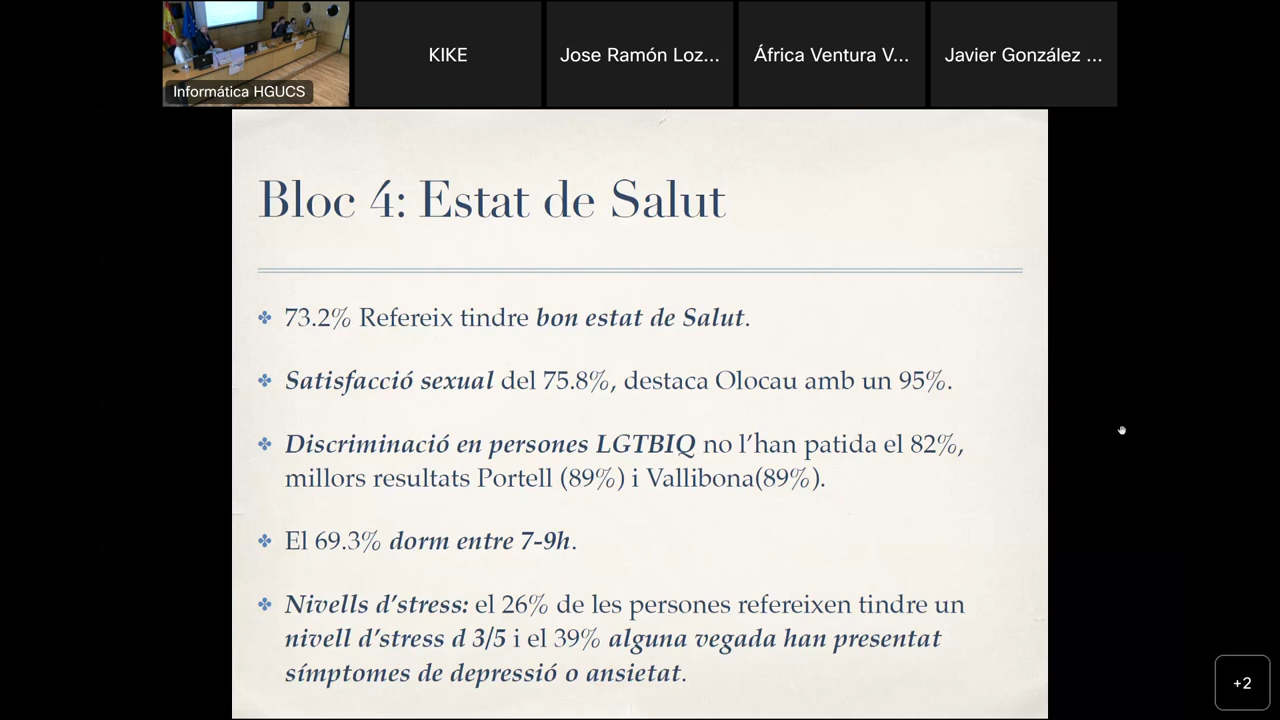 Informática HGUCS
KIKE
Jose Ramón Loz...
África Ventura V...
Javier González ...
Bloc 4: Estat de Salut
73.2% Refereix tindre bon estat de Salut.
Satisfacció sexual del 75.8%, destaca Olocau amb un 95%.
Discriminació en persones LGTBIQ no l'han patida el 82%,
millors resultats Portell (89%) i Vallibona(89%).
El 69.3% dorm entre 7-9h.
Nivells d'stress: el 26% de les persones refereixen tindre un
nivell d'stress d 3/5 i el 39% alguna vegada han presentat
símptomes de depressió o ansietat.
+2